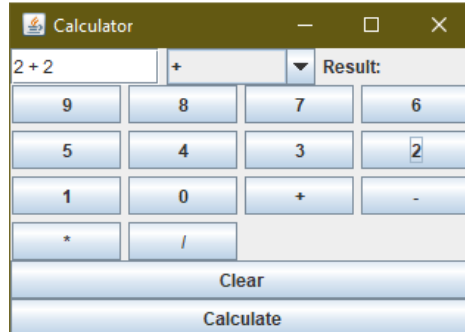 Calculator
2 + 2 + Result:
9 8 7 6
5 4 3 2
1 0 + -
* /
Clear
Calculate